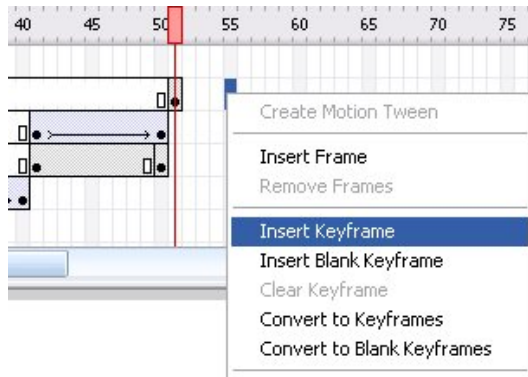 40 45 50 55 60 65 70 75
Create Motion Tween
Insert Frame
Remove Frames
Insert Keyframe
Insert Blank Keyframe
Clear Keyframe
Convert to Keyframes
Convert to Blank Keyframes